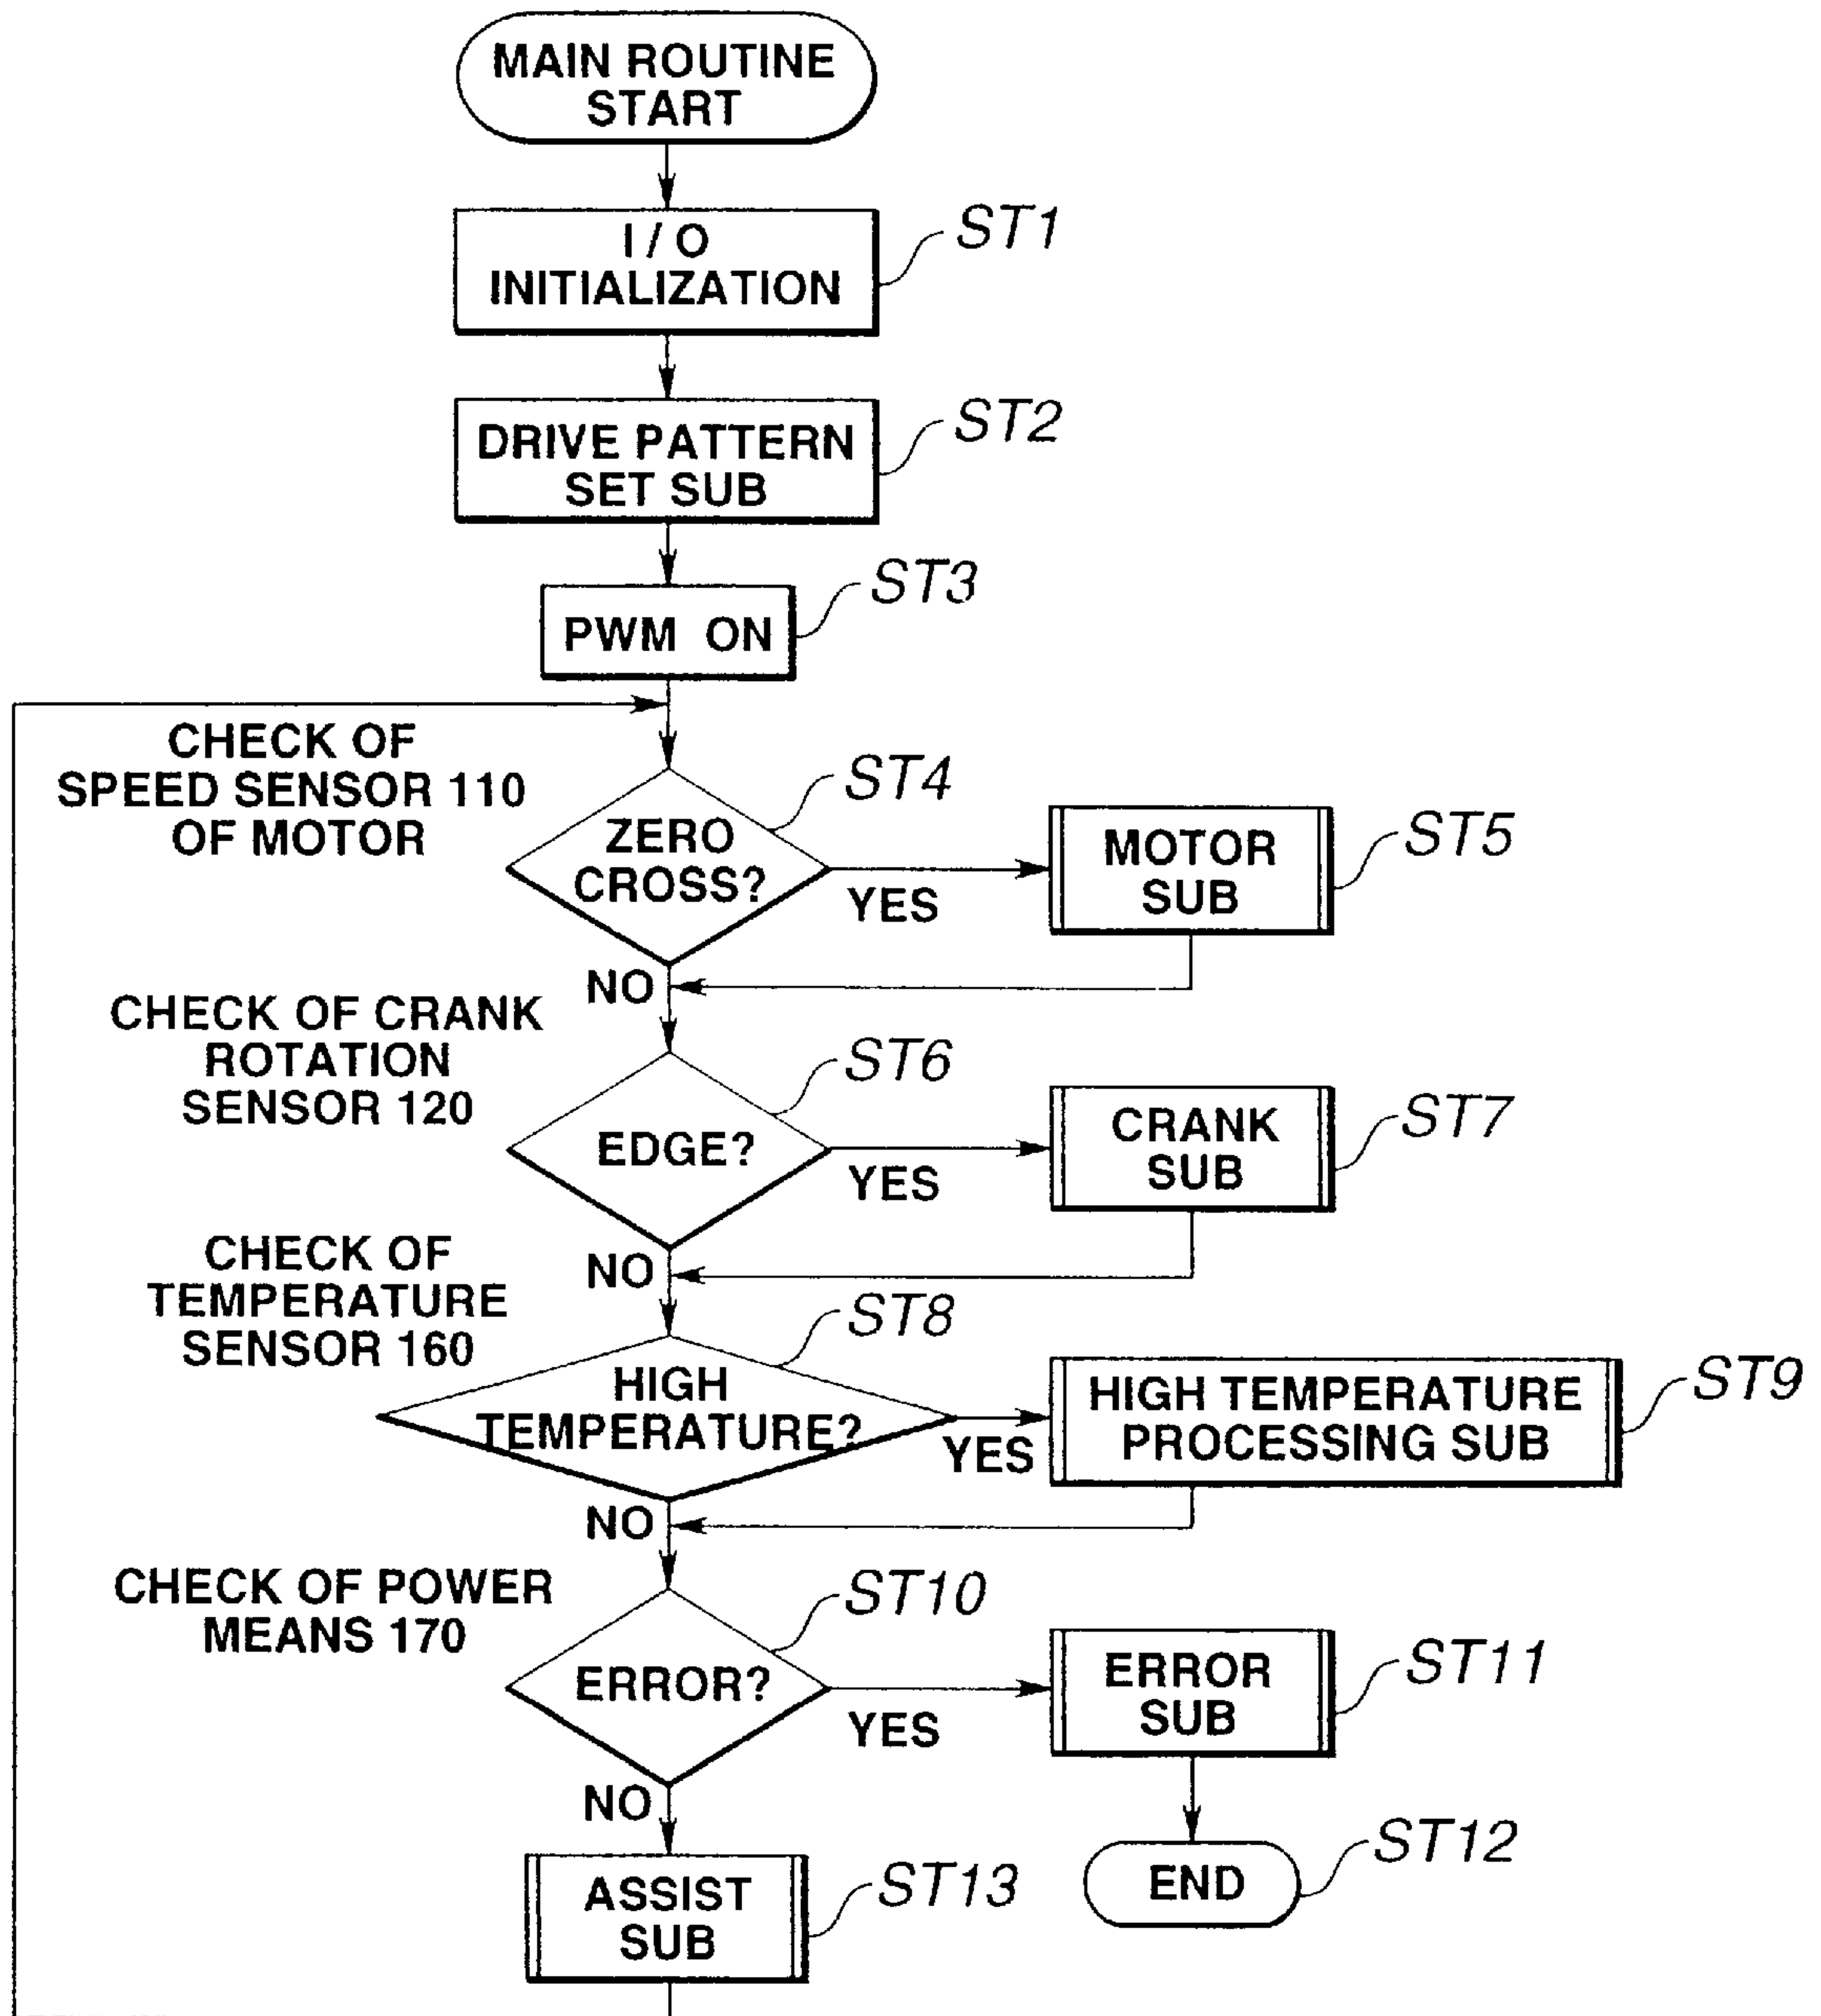 MAIN ROUTINE
START
I / O
INITIALIZATION
ST1
DRIVE PATTERN
SET SUB
ST2
PWM ON
ST3
CHECK OF
SPEED SENSOR 110
OF MOTOR
ZERO
CROSS?
ST4
YES
MOTOR
SUB
ST5
NO
CHECK OF CRANK
ROTATION
SENSOR 120
EDGE?
ST6
YES
CRANK
SUB
ST7
NO
CHECK OF
TEMPERATURE
SENSOR 160
HIGH
TEMPERATURE?
ST8
YES
HIGH TEMPERATURE
PROCESSING SUB
ST9
NO
CHECK OF POWER
MEANS 170
ERROR?
ST10
YES
ERROR
SUB
ST11
NO
END
ST12
ASSIST
SUB
ST13